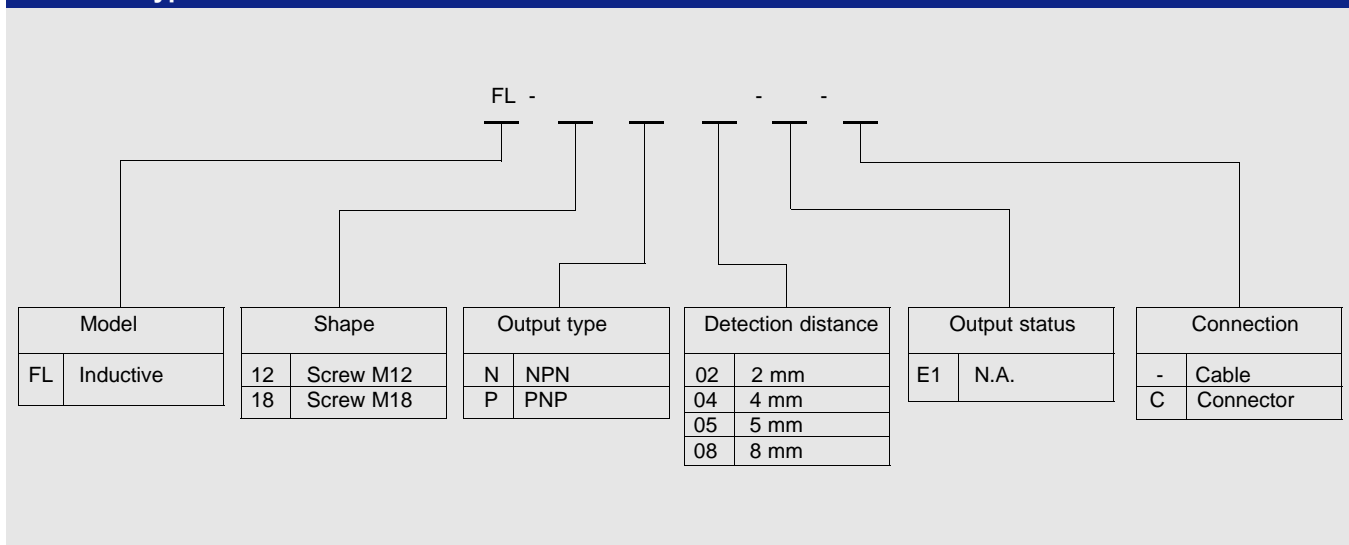 FL - - -
Model
FL Inductive
Shape
12 Screw M12
18 Screw M18
Output type
N NPN
P PNP
Detection distance
02 2 mm
04 4 mm
05 5 mm
08 8 mm
Output status
E1 N.A.
Connection
- Cable
C Connector